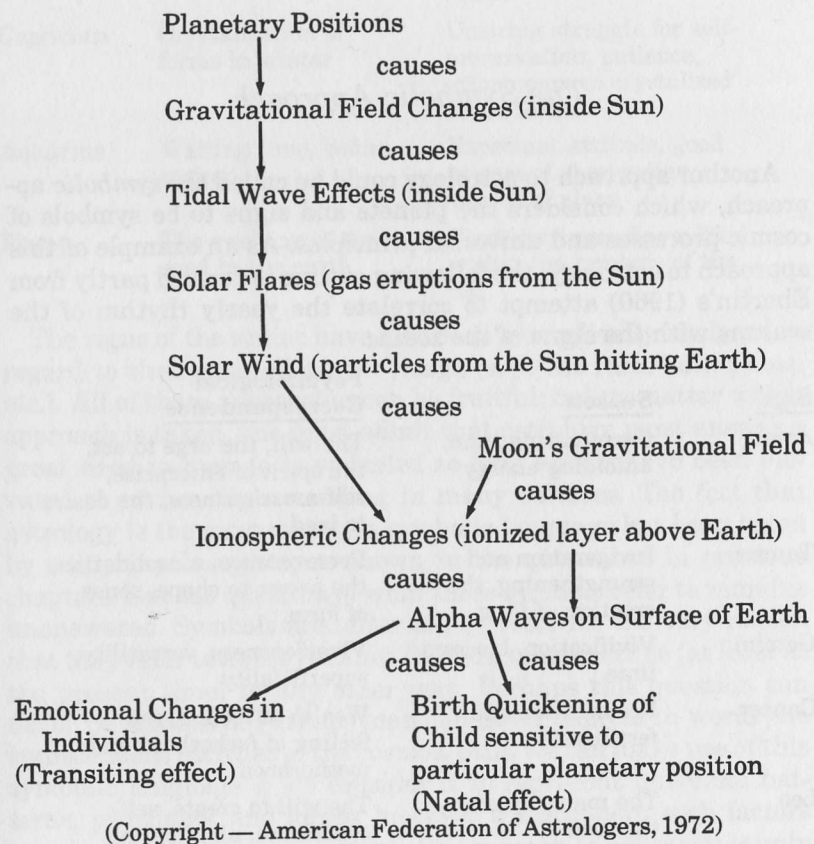 Planetary Positions
causes
Gravitational Field Changes (inside Sun)
causes
Tidal Wave Effects (inside Sun)
causes
Solar Flares (gas eruptions from the Sun)
causes
Solar Wind (particles from the Sun hitting Earth)
causes
Moon's Gravitational Field
causes
Ionospheric Changes (ionized layer above Earth)
causes
Alpha Waves on Surface of Earth
causes causes
Emotional Changes in
Individuals
(Transiting effect)
Birth Quickening of
Child sensitive to
particular planetary position
(Natal effect)
(Copyright — American Federation of Astrologers, 1972)